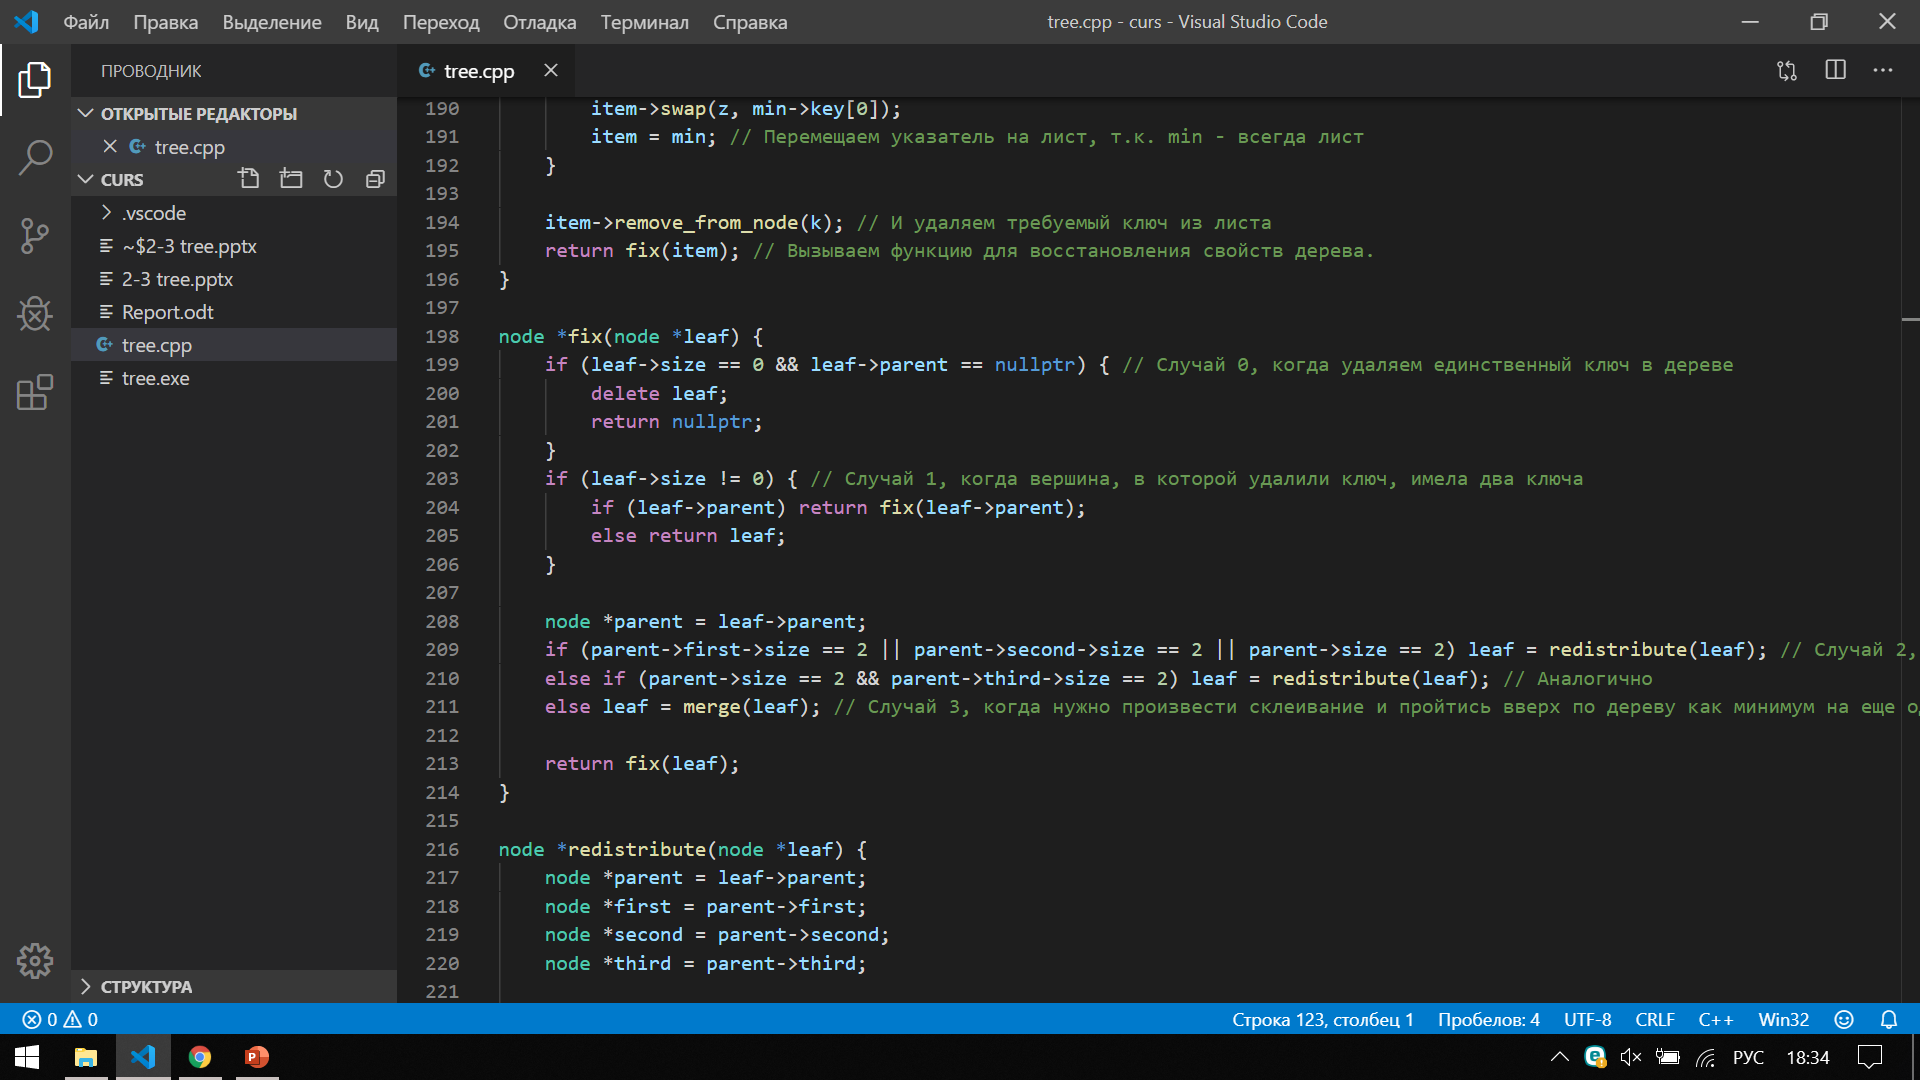 Файл Правка Выделение Вид Переход Отладка Терминал Справка
tree.cpp - curs - Visual Studio Code
ПРОВОДНИК
ОТКРЫТЫЕ РЕДАКТОРЫ
tree.cpp
CURS
.vscode
~$2-3 tree.pptx
2-3 tree.pptx
Report.odt
tree.cpp
tree.exe
СТРУКТУРА
tree.cpp
190 item->swap(z, min->key[0]);
191 item = min; // Перемещаем указатель на лист, т.к. min - всегда лист
192 }
193
194 item->remove_from_node(k); // И удаляем требуемый ключ из листа
195 return fix(item); // Вызываем функцию для восстановления свойств дерева.
196 }
197
198 node *fix(node *leaf) {
199 if (leaf->size == 0 && leaf->parent == nullptr) { // Случай 0, когда удаляем единственный ключ в дереве
200 delete leaf;
201 return nullptr;
202 }
203 if (leaf->size != 0) { // Случай 1, когда вершина, в которой удалили ключ, имела два ключа
204 if (leaf->parent) return fix(leaf->parent);
205 else return leaf;
206 }
207
208 node *parent = leaf->parent;
209 if (parent->first->size == 2 || parent->second->size == 2 || parent->size == 2) leaf = redistribute(leaf); // Случай 2,
210 else if (parent->size == 2 && parent->third->size == 2) leaf = redistribute(leaf); // Аналогично
211 else leaf = merge(leaf); // Случай 3, когда нужно произвести склеивание и пройтись вверх по дереву как минимум на еще о
212
213 return fix(leaf);
214 }
215
216 node *redistribute(node *leaf) {
217 node *parent = leaf->parent;
218 node *first = parent->first;
219 node *second = parent->second;
220 node *third = parent->third;
221
0 0
Строка 123, столбец 1 Пробелов: 4 UTF-8 CRLF C++ Win32
РУС 18:34